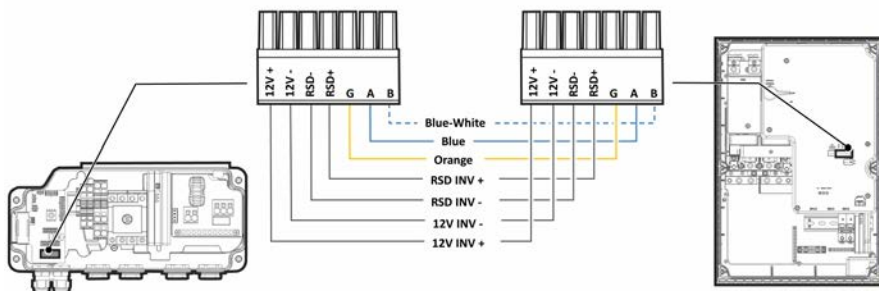 12V +
12V -
RSD-
RSD+
G
A
B
12V +
12V -
RSD-
RSD+
G
A
B
Blue-White
Blue
Orange
RSD INV +
RSD INV -
12V INV -
12V INV +